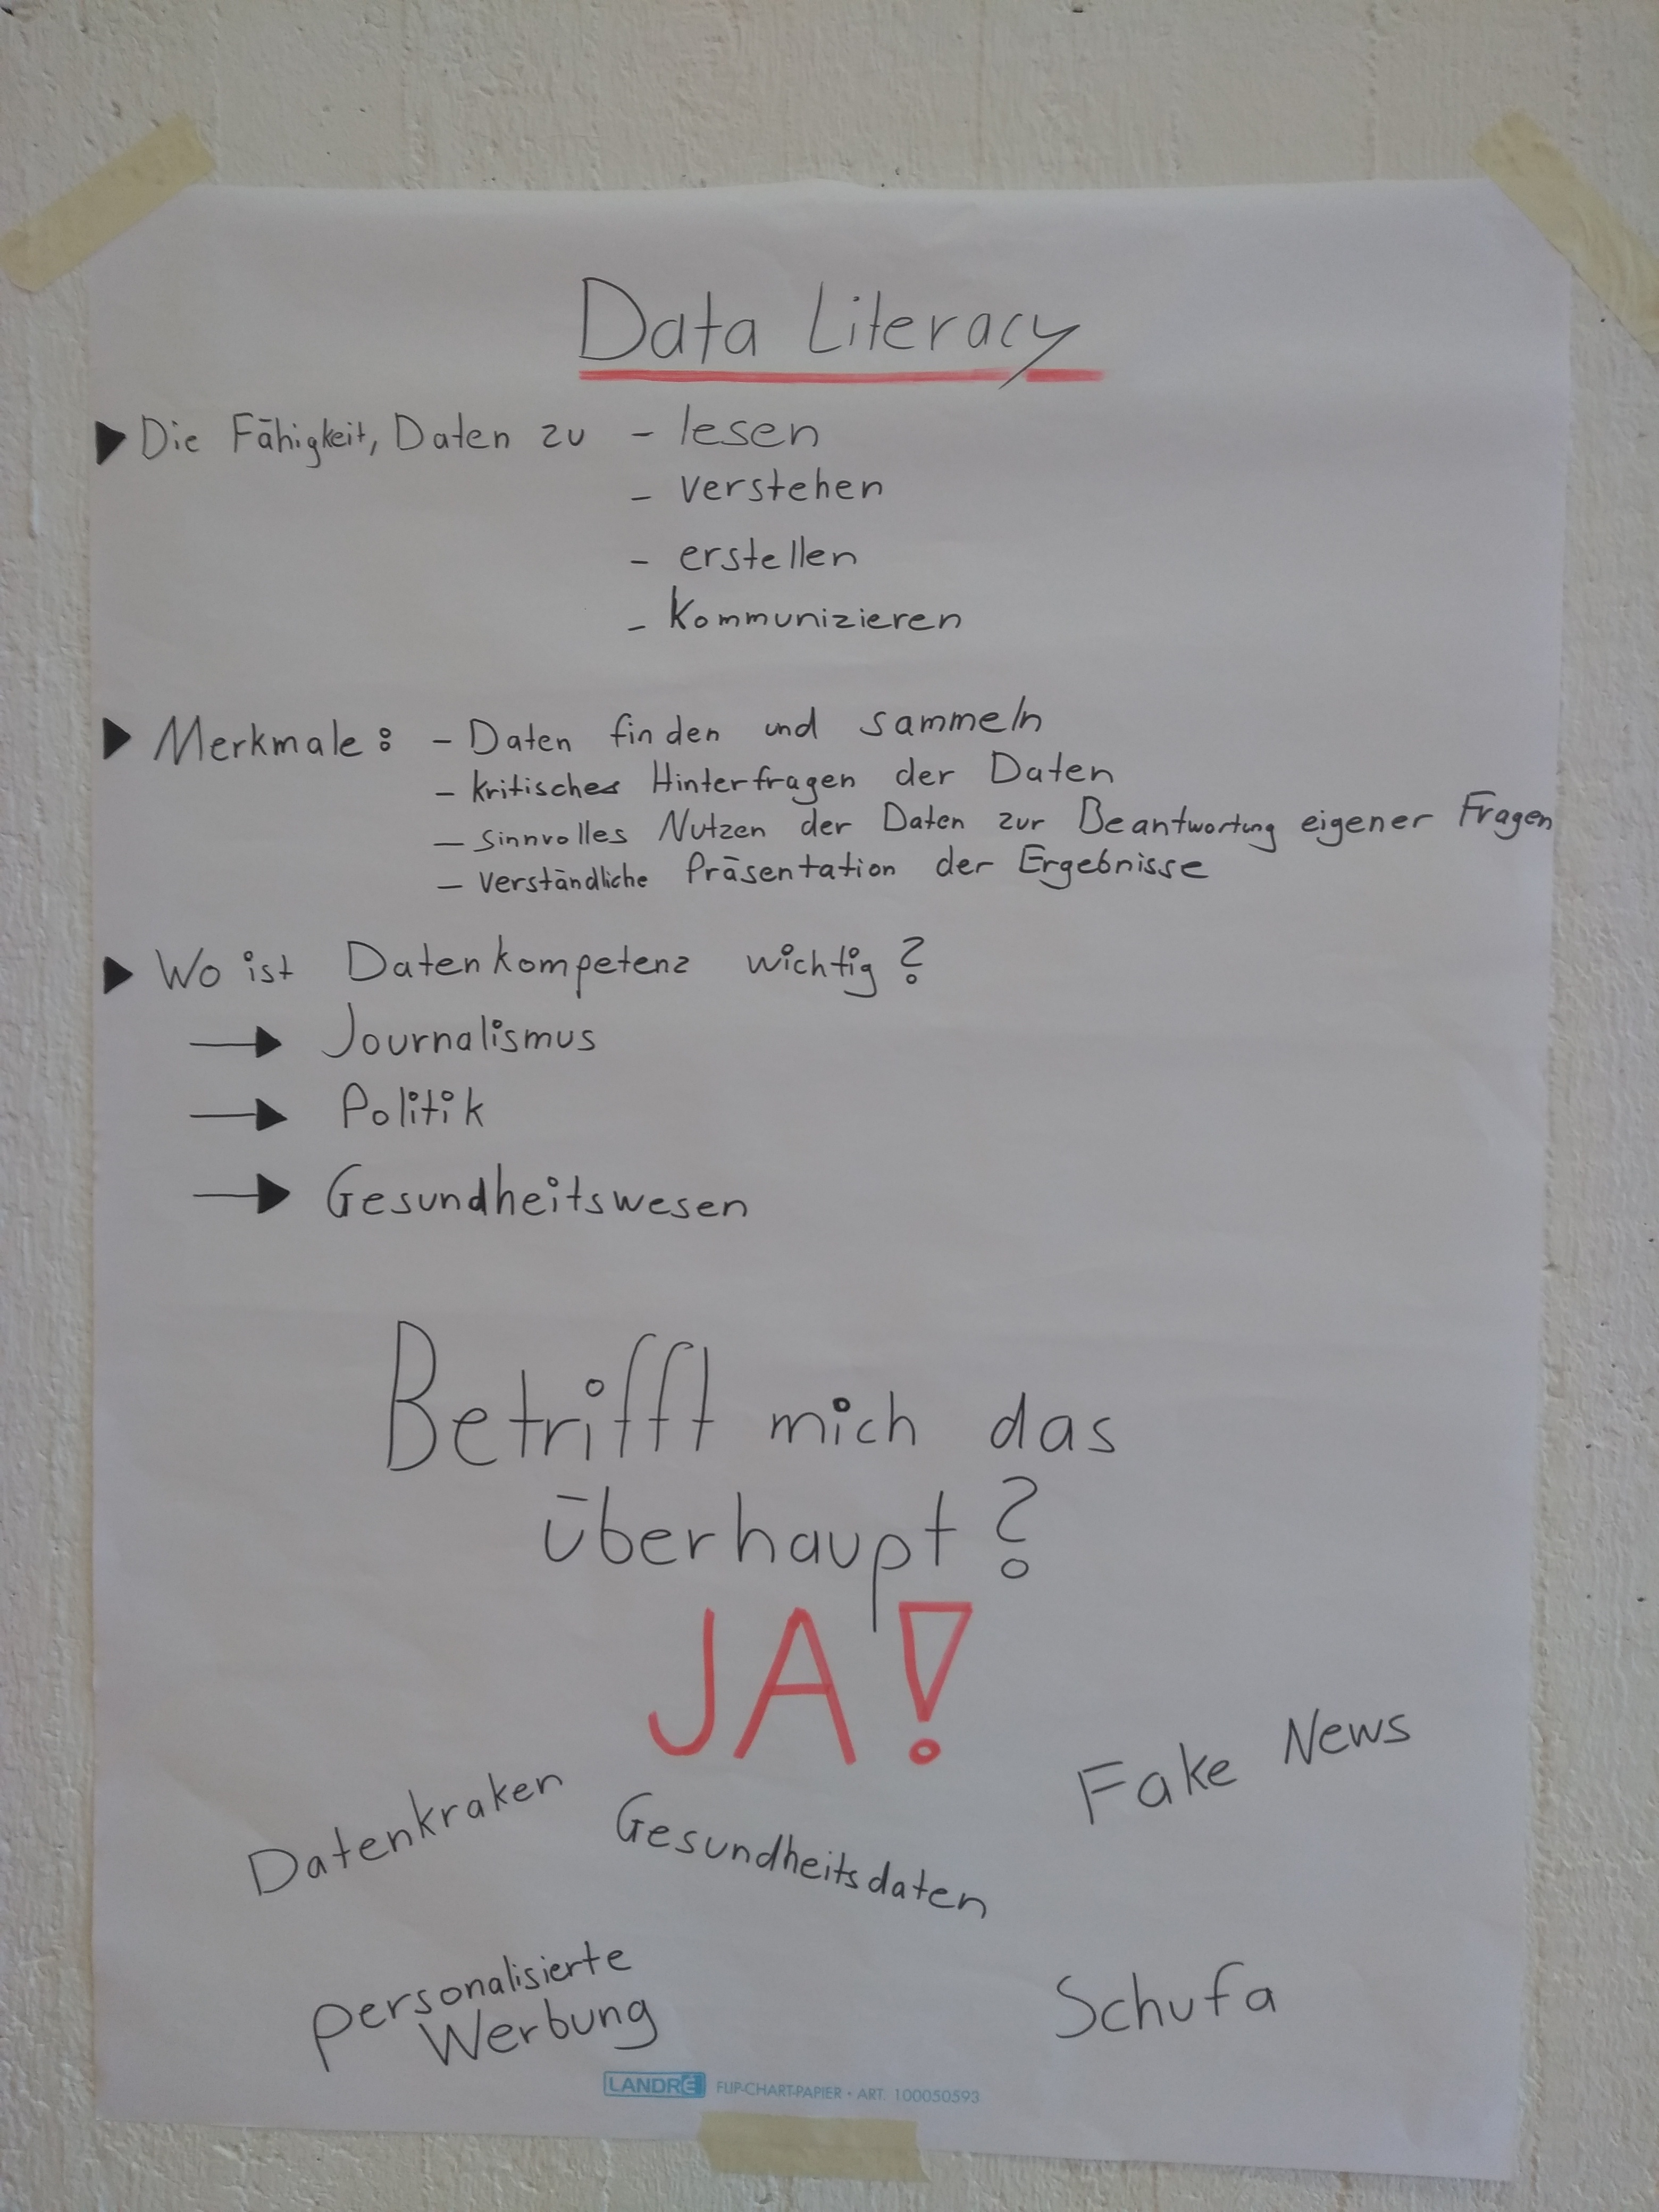 Data Literacy
▶ Die Fähigkeit, Daten zu - lesen
- verstehen
- erstellen
- Kommunizieren
▶ Merkmale: - Daten finden und sammeln
- kritisches Hinterfragen der Daten
- sinnvolles Nutzen der Daten zur Beantwortung eigener Fragen
- verständliche Präsentation der Ergebnisse
▶ Wo ist Datenkompetenz wichtig?
→ Journalismus
→ Politik
→ Gesundheitswesen
Betrifft mich das
überhaupt?
JA!
Fake News
Datenkraken
Gesundheitsdaten
personalisierte
Werbung
Schufa
LANDRÉ FLIP-CHART-PAPIER • ART. 100050593